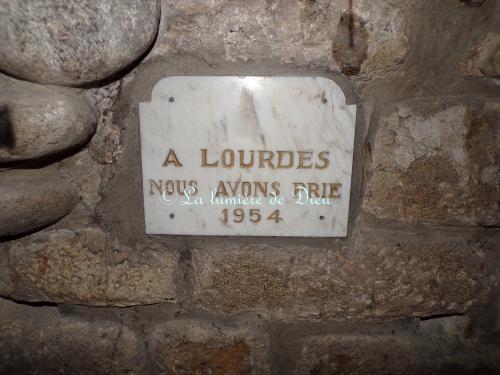 A LOURDES
NOUS AVONS PRIE
© La lumière de Dieu
1954